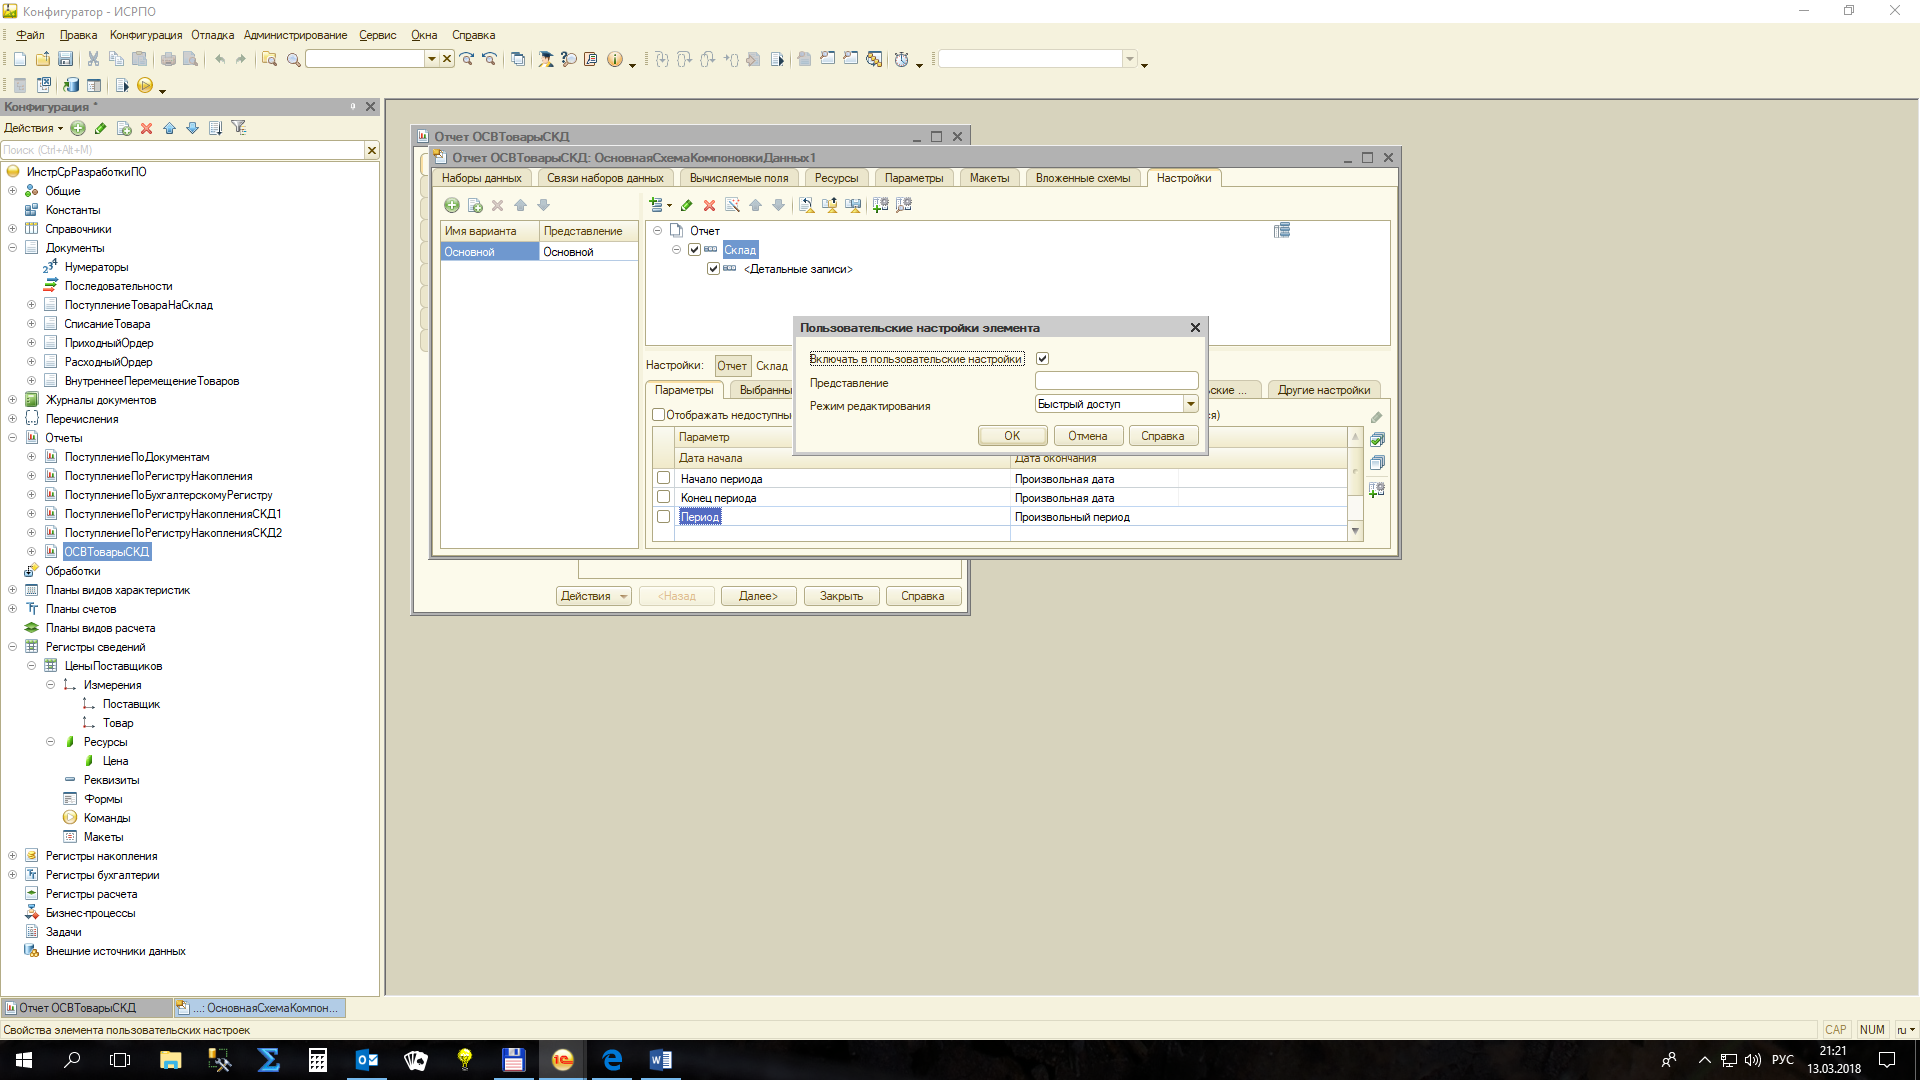 Конфигуратор - ИСРПО
Файл Правка Конфигурация Отладка Администрирование Сервис Окна Справка
Конфигурация *
Действия
Поиск (Ctrl+Alt+M)
ИнстрСрРазработкиПО
Общие
Константы
Справочники
Документы
Нумераторы
Последовательности
ПоступлениеТовараНаСклад
СписаниеТовара
ПриходныйОрдер
РасходныйОрдер
ВнутреннееПеремещениеТоваров
Журналы документов
Перечисления
Отчеты
ПоступлениеПоДокументам
ПоступлениеПоРегиструНакопления
ПоступлениеПоБухгалтерскомуРегистру
ПоступлениеПоРегиструНакопленияСКД1
ПоступлениеПоРегиструНакопленияСКД2
ОСВТоварыСКД
Обработки
Планы видов характеристик
Планы счетов
Планы видов расчета
Регистры сведений
ЦеныПоставщиков
Измерения
Поставщик
Товар
Ресурсы
Цена
Реквизиты
Формы
Команды
Макеты
Регистры накопления
Регистры бухгалтерии
Регистры расчета
Бизнес-процессы
Задачи
Внешние источники данных
Отчет ОСВТоварыСКД
Отчет ОСВТоварыСКД: ОсновнаяСхемаКомпоновкиДанных1
Наборы данных Связи наборов данных Вычисляемые поля Ресурсы Параметры Макеты Вложенные схемы Настройки
Имя варианта Представление
Основной Основной
Отчет
Склад
<Детальные записи>
Настройки: Отчет Склад
Параметры Выбранны ские ... Другие настройки
Отображать недоступны я)
Параметр
Дата начала Дата окончания
Начало периода Произвольная дата
Конец периода Произвольная дата
Период Произвольный период
Пользовательские настройки элемента
Включать в пользовательские настройки
Представление
Режим редактирования Быстрый доступ
OK Отмена Справка
Действия <Назад Далее> Закрыть Справка
Отчет ОСВТоварыСКД ...: ОсновнаяСхемаКомпон...
Свойства элемента пользовательских настроек
CAP NUM ru
РУС
21:21
13.03.2018